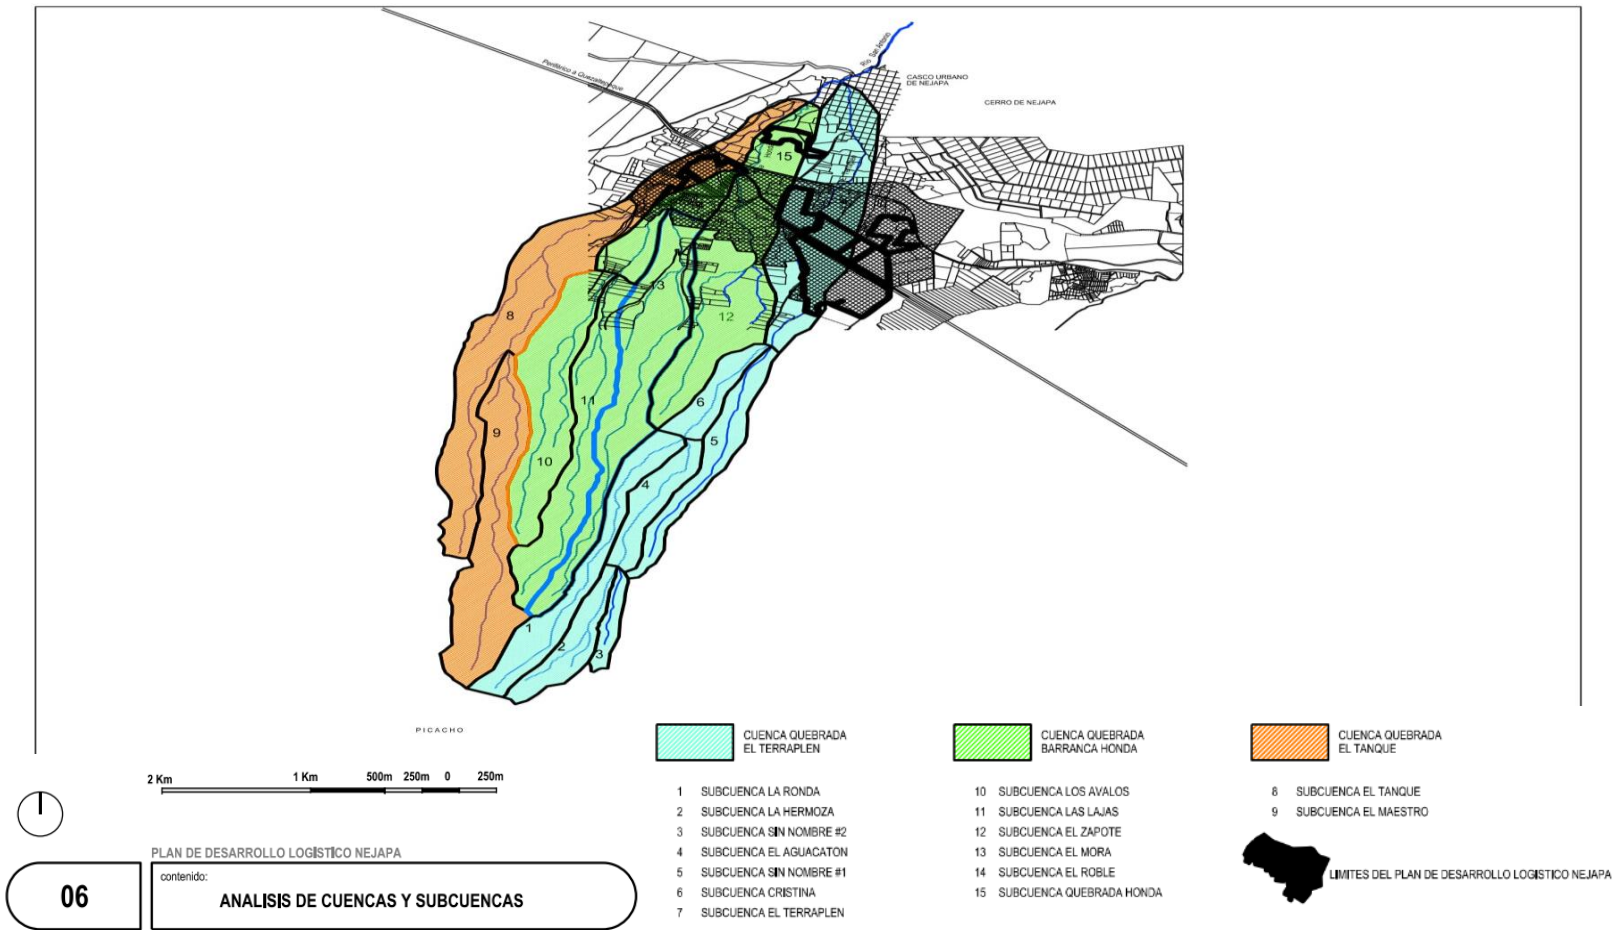 Río San Antonio
CASCO URBANO
DE NEJAPA
CERRO DE NEJAPA
Periférico a Quezaltepeque
15
13
8
12
11
6
9
5
10
4
1
2
3
PICACHO
CUENCA QUEBRADA
EL TERRAPLEN
CUENCA QUEBRADA
BARRANCA HONDA
CUENCA QUEBRADA
EL TANQUE
2 Km 1 Km 500m 250m 0 250m
1 SUBCUENCA LA RONDA
2 SUBCUENCA LA HERMOZA
3 SUBCUENCA SIN NOMBRE #2
4 SUBCUENCA EL AGUACATON
5 SUBCUENCA SIN NOMBRE #1
6 SUBCUENCA CRISTINA
7 SUBCUENCA EL TERRAPLEN
10 SUBCUENCA LOS AVALOS
11 SUBCUENCA LAS LAJAS
12 SUBCUENCA EL ZAPOTE
13 SUBCUENCA EL MORA
14 SUBCUENCA EL ROBLE
15 SUBCUENCA QUEBRADA HONDA
8 SUBCUENCA EL TANQUE
9 SUBCUENCA EL MAESTRO
LIMITES DEL PLAN DE DESARROLLO LOGISTICO NEJAPA
PLAN DE DESARROLLO LOGISTICO NEJAPA
06
contenido:
ANALISIS DE CUENCAS Y SUBCUENCAS